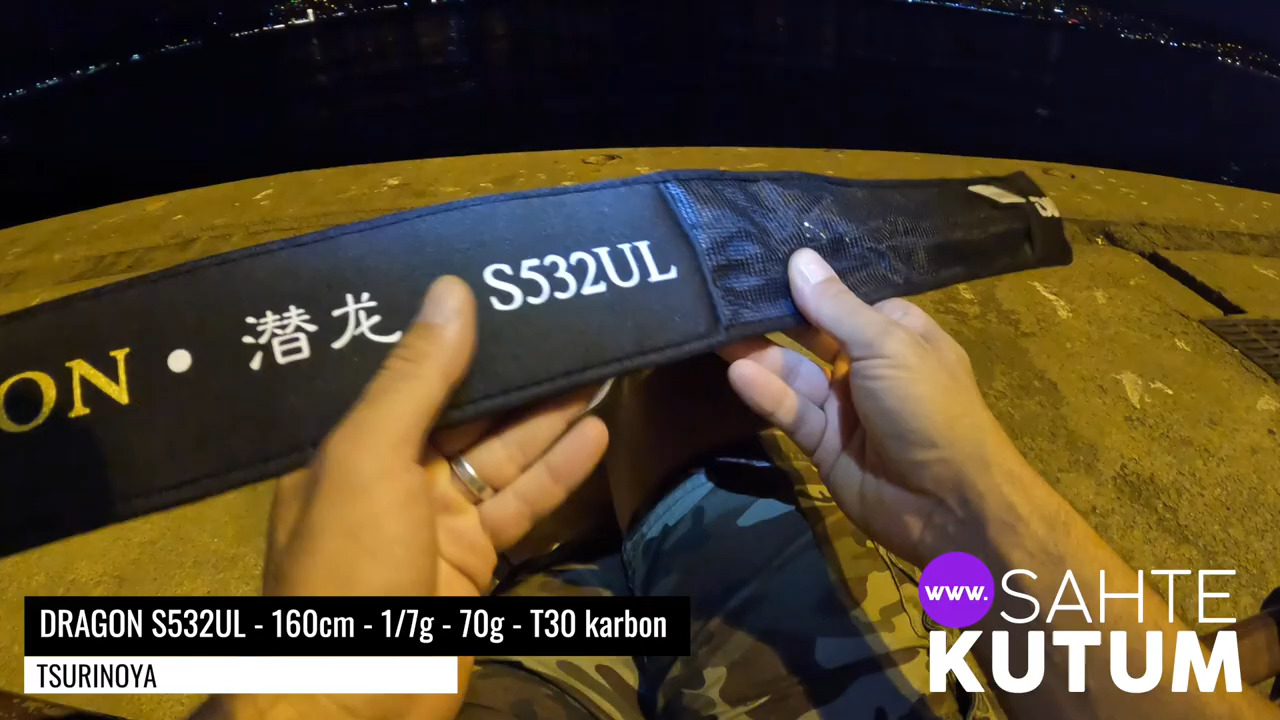 ON • 潜龙 S532UL
DRAGON S532UL - 160cm - 1/7g - 70g - T30 karbon
TSURINOYA
www. SAHTE
KUTUM